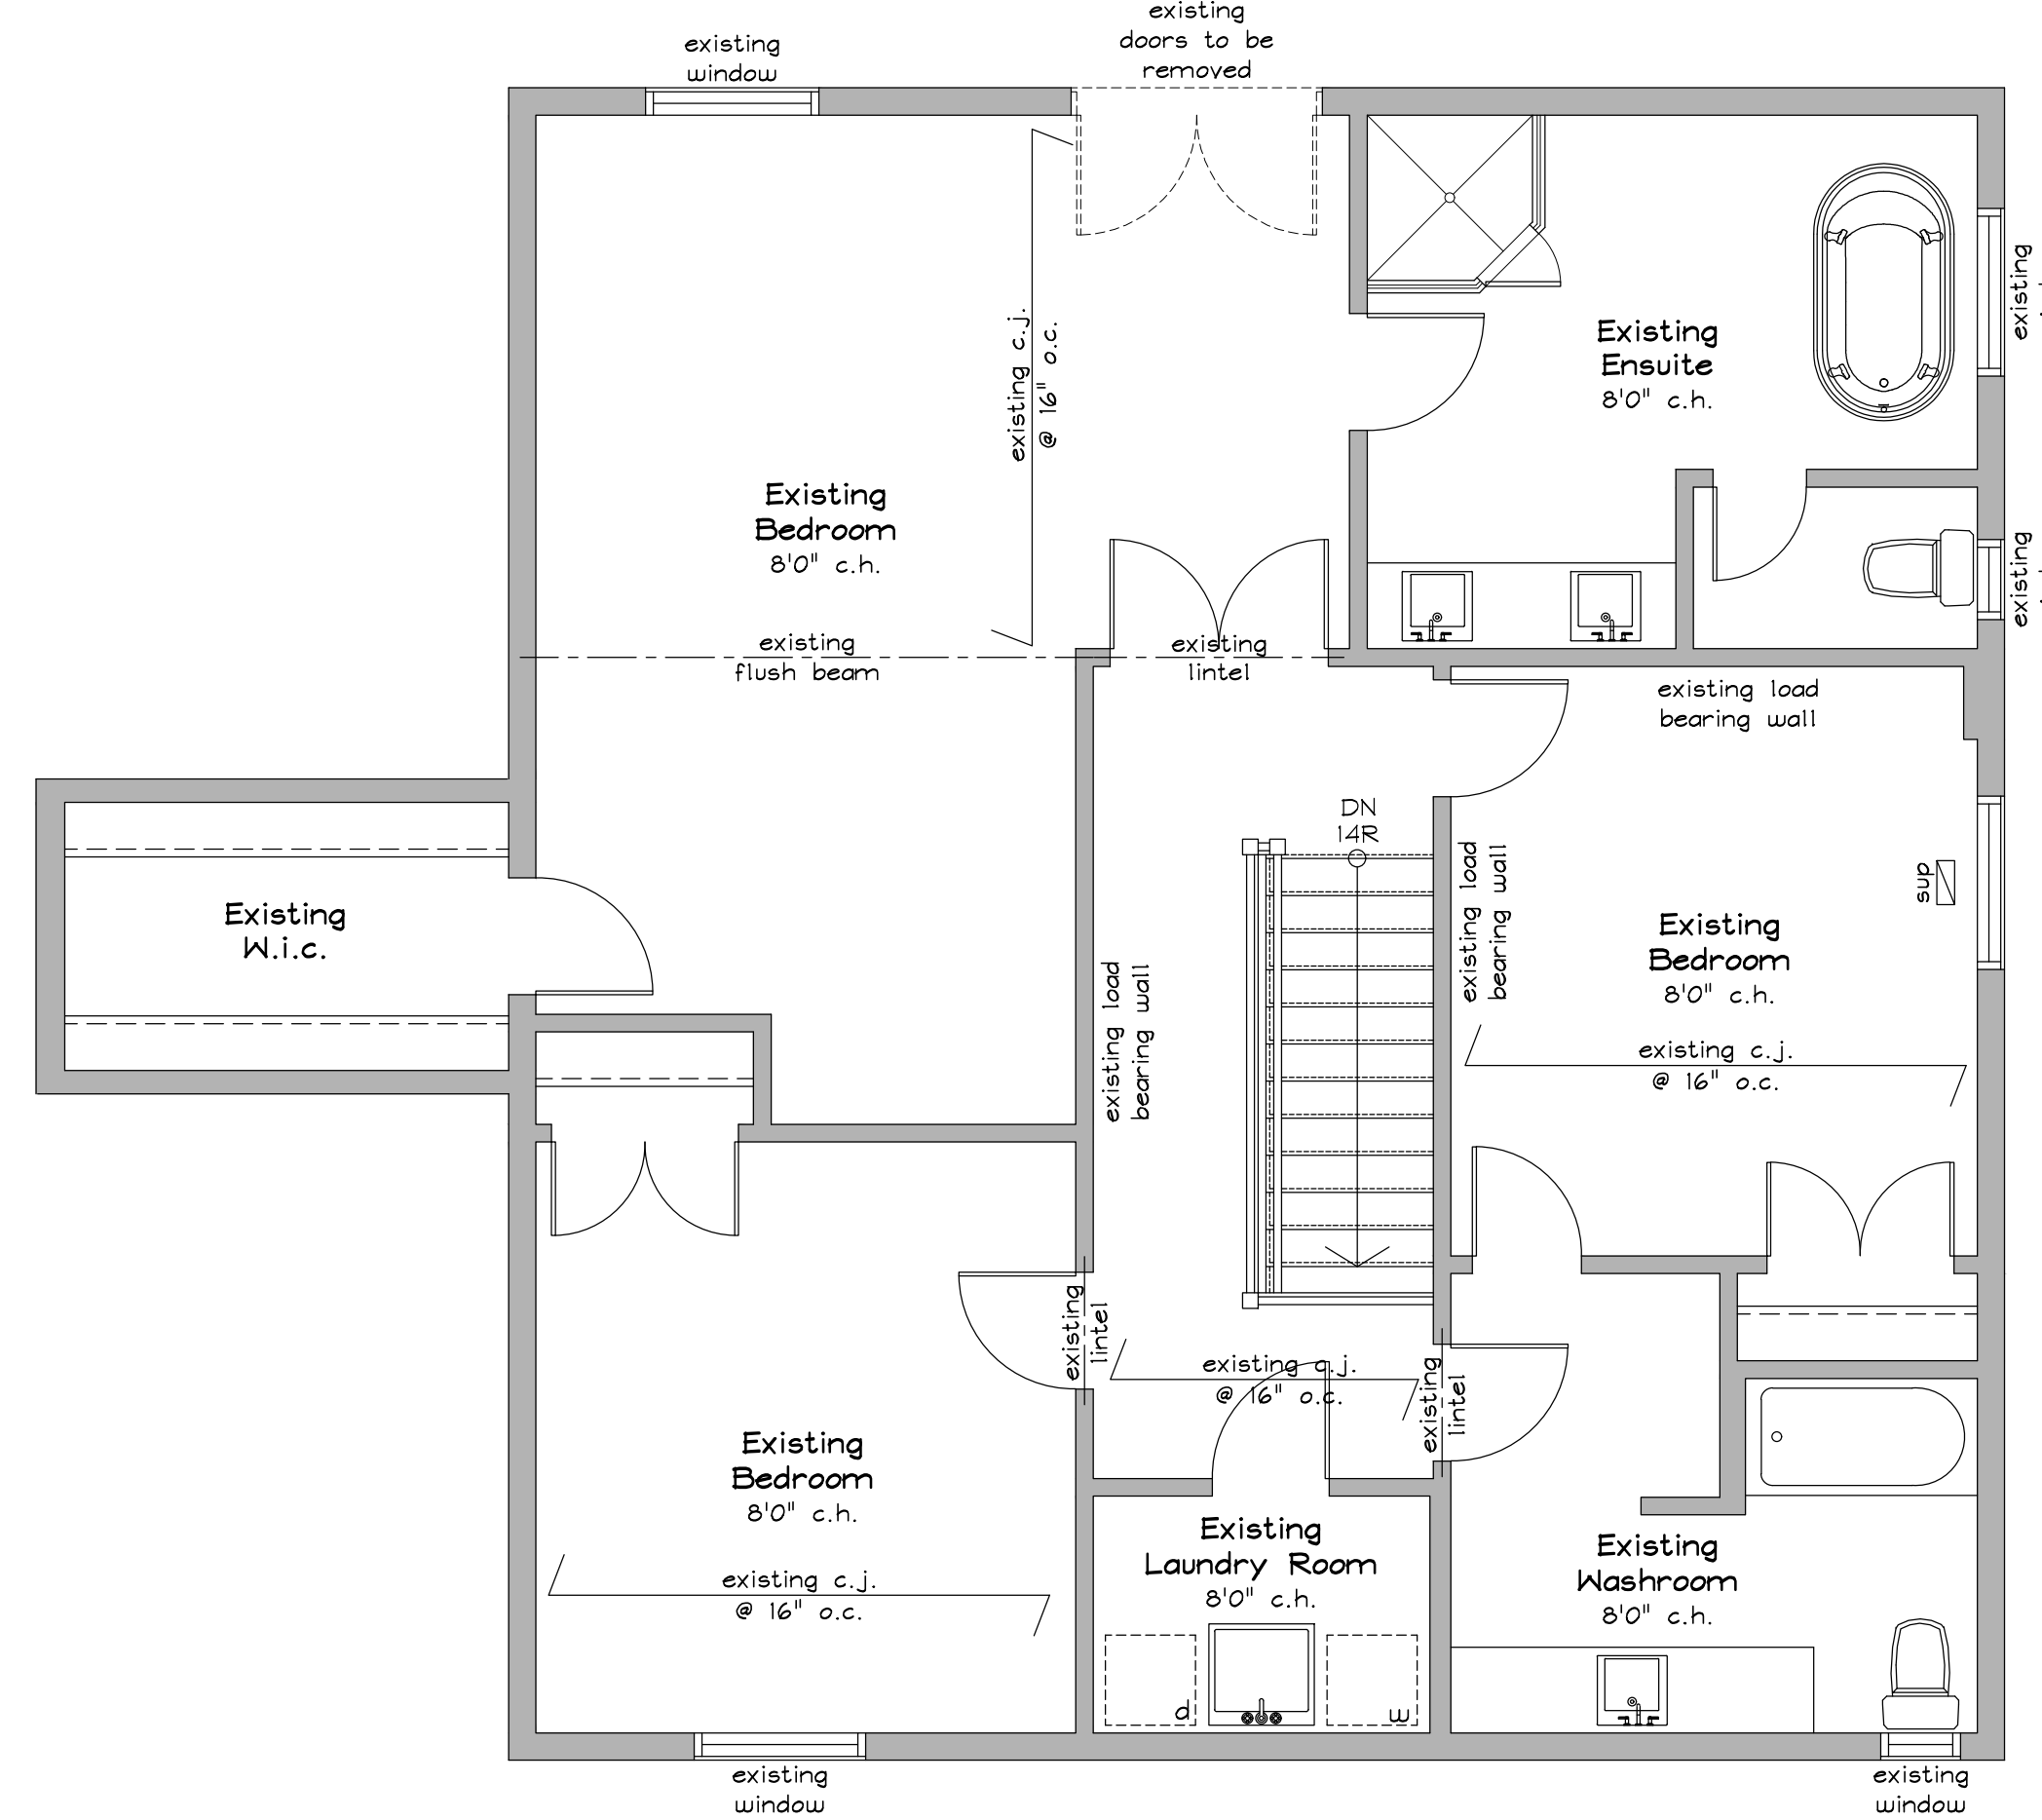 existing
doors to be
removed
existing
window
existing c.j.
@ 16" o.c.
Existing
Ensuite
8'0" c.h.
existing
Existing
Bedroom
8'0" c.h.
existing
existing
flush beam
existing
lintel
existing load
bearing wall
DN
14R
existing load
bearing wall
sup
Existing
W.i.c.
existing load
bearing wall
Existing
Bedroom
8'0" c.h.
existing c.j.
@ 16" o.c.
existing
lintel
existing c.j.
@ 16" o.c.
existing
lintel
Existing
Bedroom
8'0" c.h.
existing c.j.
@ 16" o.c.
Existing
Laundry Room
8'0" c.h.
d
w
Existing
Washroom
8'0" c.h.
existing
window
existing
window